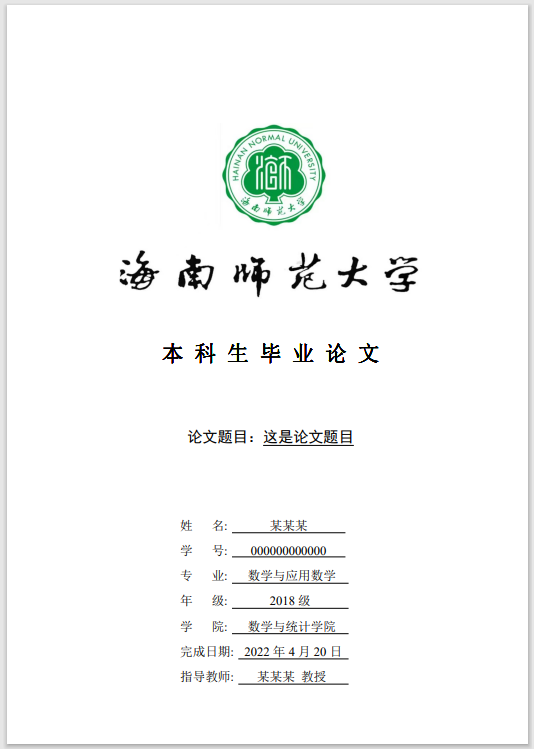 HAINAN NORMAL UNIVERSITY
海南师范大学
海南师范大学
本科生毕业论文
论文题目：这是论文题目
姓 名: 某某某
学 号: 000000000000
专 业: 数学与应用数学
年 级: 2018 级
学 院: 数学与统计学院
完成日期: 2022 年 4 月 20 日
指导教师: 某某某 教授